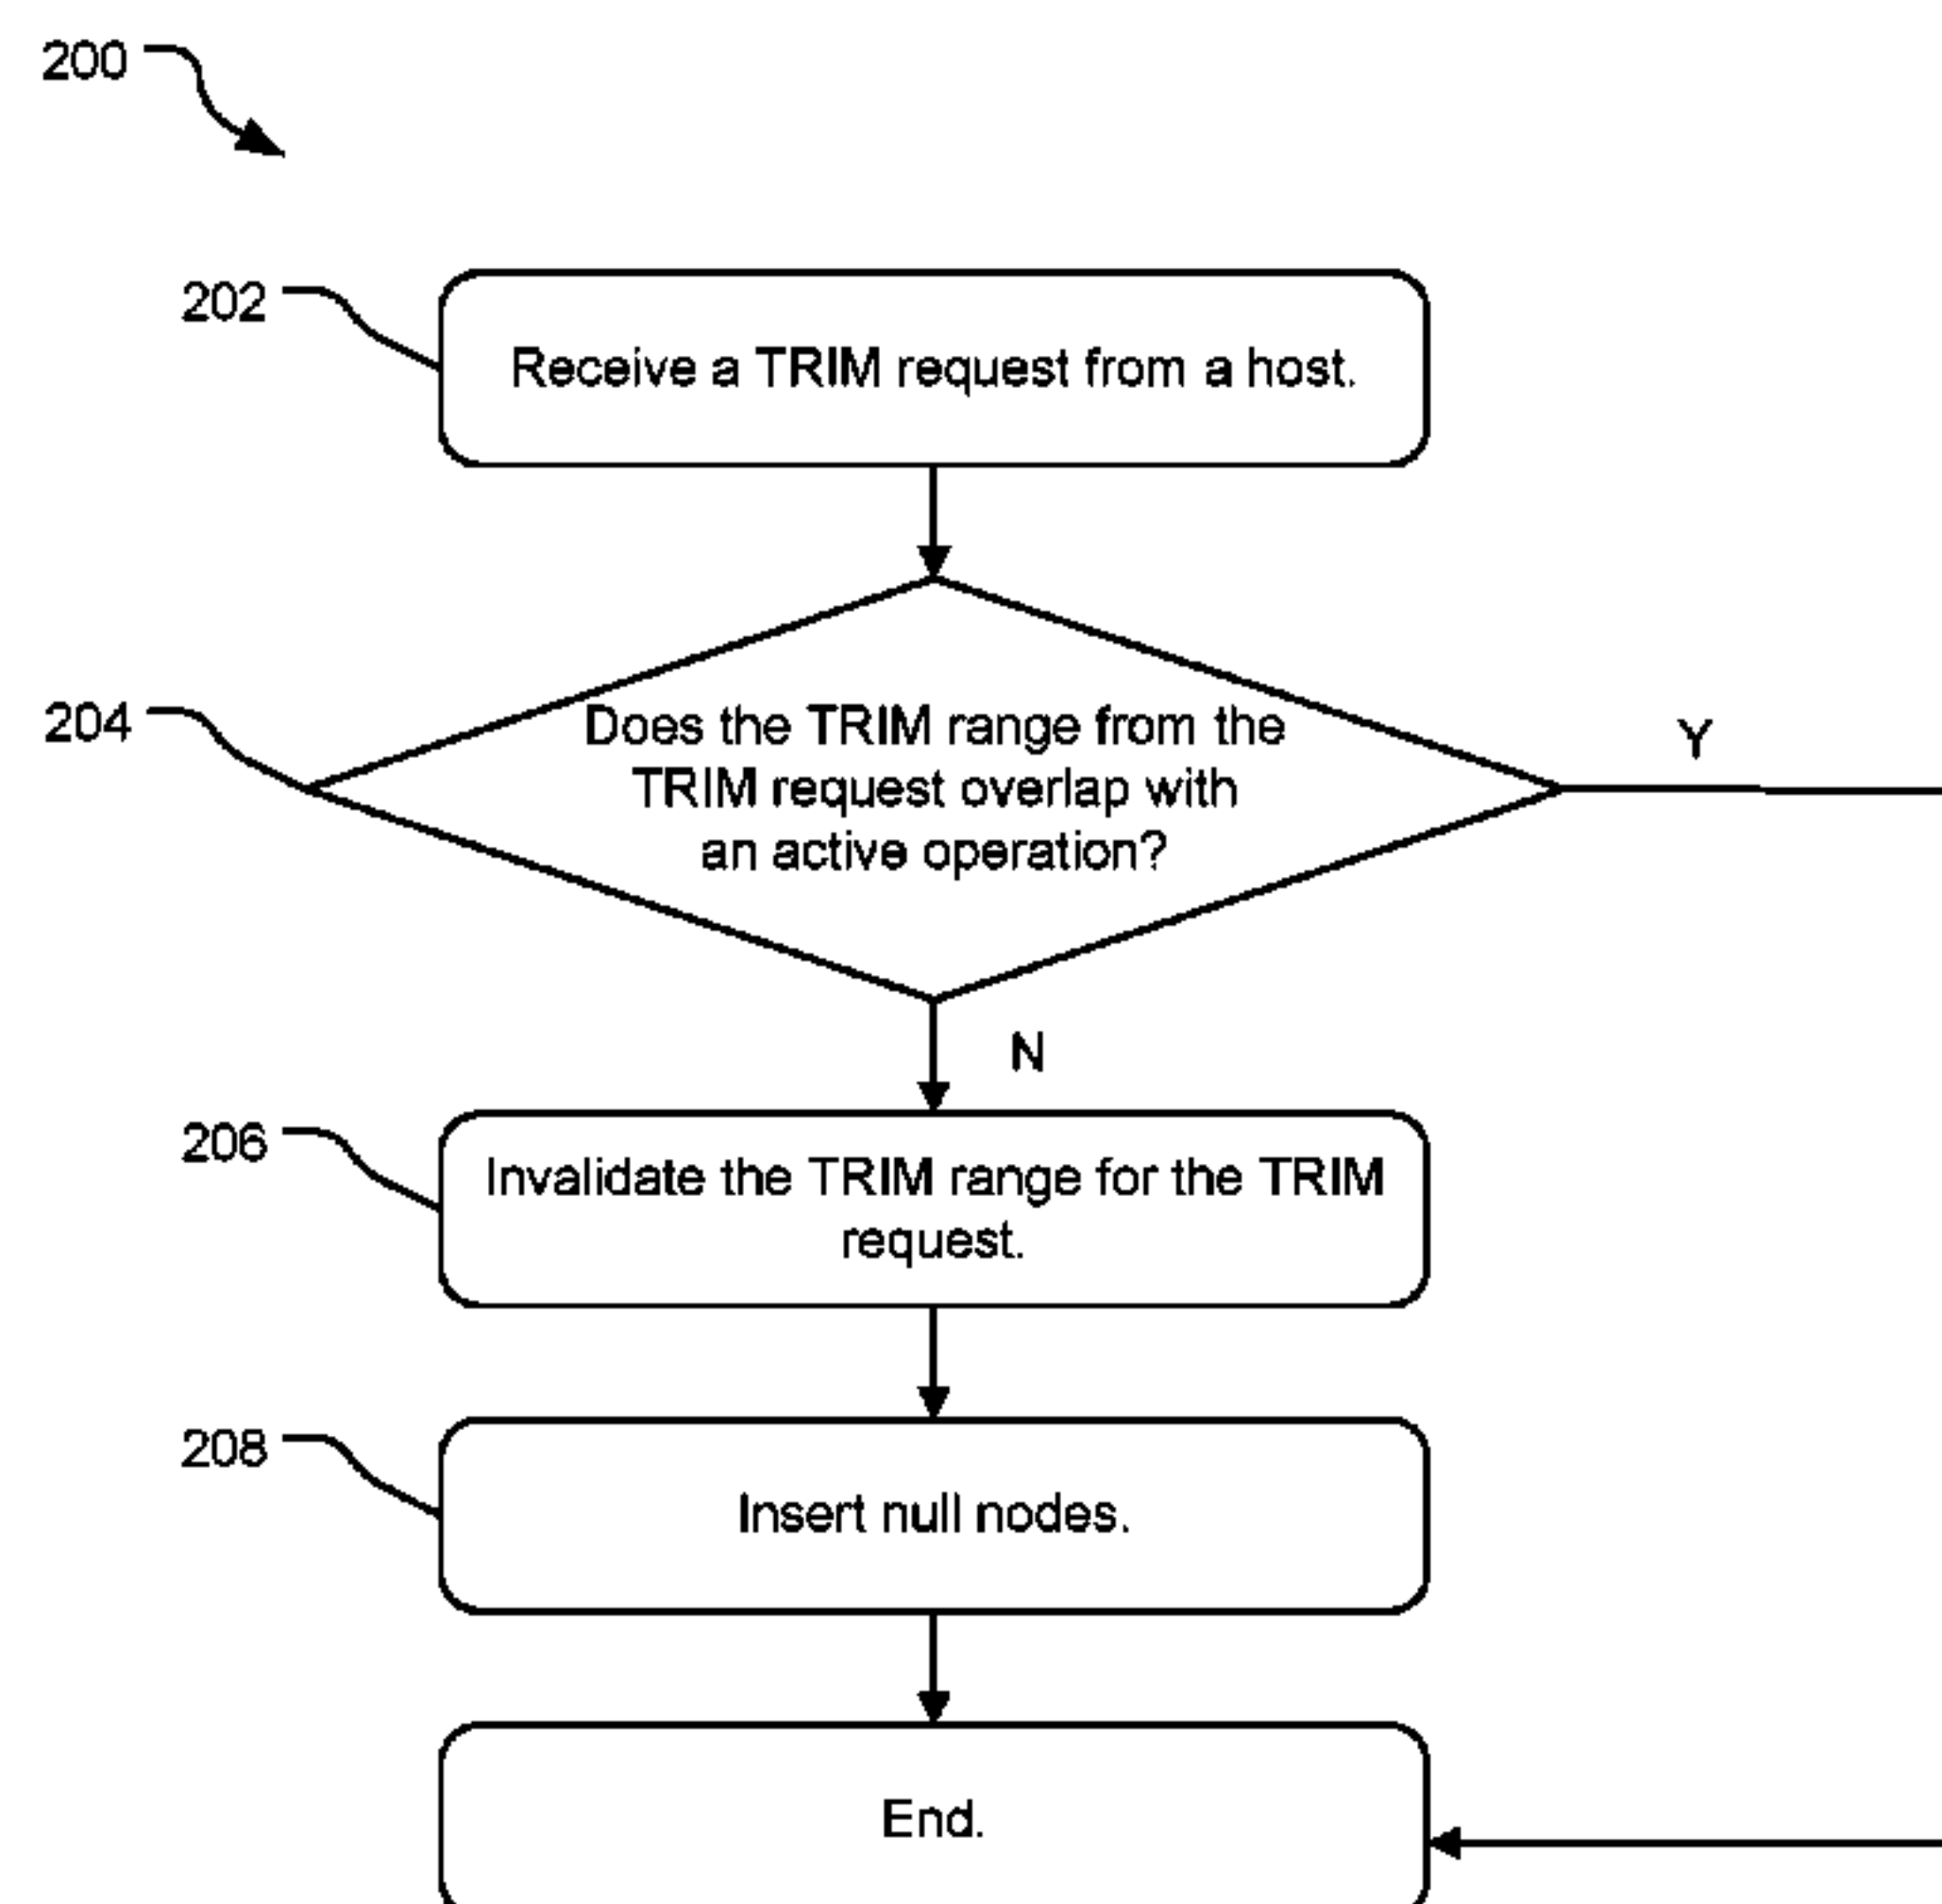 200
202
Receive a TRIM request from a host.
204
Does the TRIM range from the
TRIM request overlap with
an active operation?
Y
N
206
Invalidate the TRIM range for the TRIM
request.
208
Insert null nodes.
End.